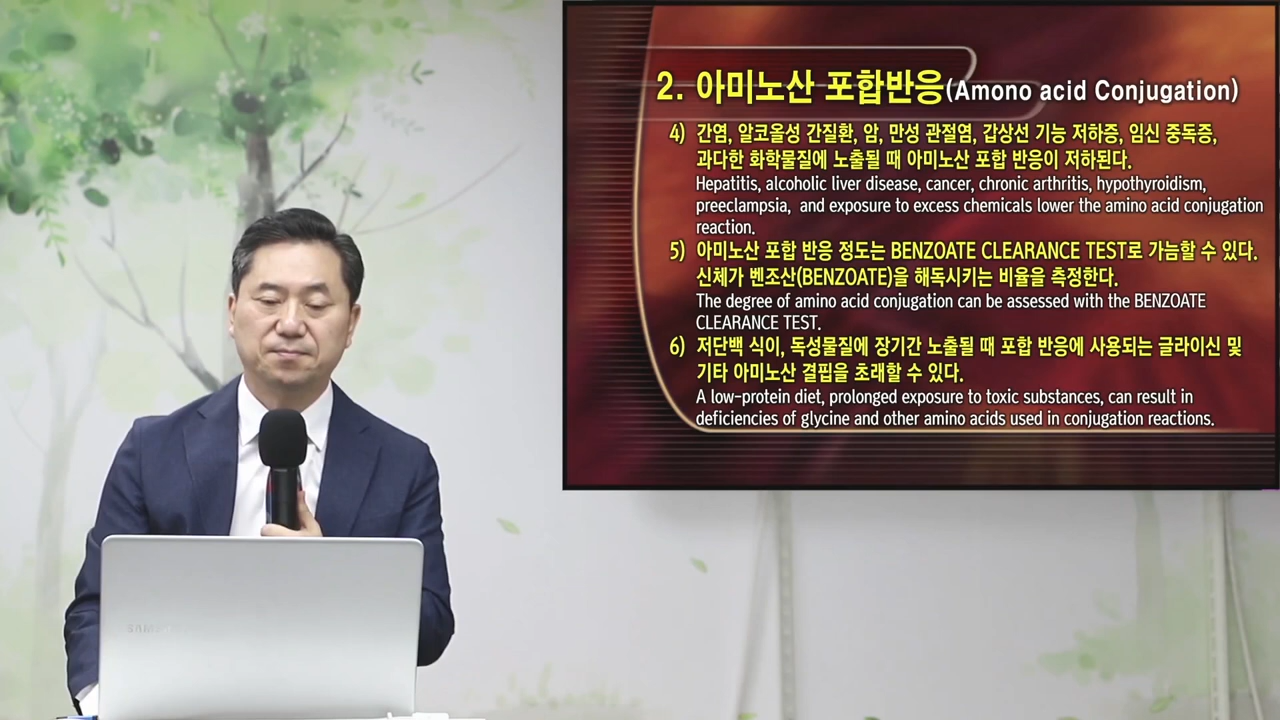 2. 아미노산 포합반응(Amono acid Conjugation)
4) 간염, 알코올성 간질환, 암, 만성 관절염, 갑상선 기능 저하증, 임신 중독증,
과다한 화학물질에 노출될 때 아미노산 포합 반응이 저하된다.
Hepatitis, alcoholic liver disease, cancer, chronic arthritis, hypothyroidism,
preeclampsia, and exposure to excess chemicals lower the amino acid conjugation
reaction.
5) 아미노산 포합 반응 정도는 BENZOATE CLEARANCE TEST로 가늠할 수 있다.
신체가 벤조산(BENZOATE)을 해독시키는 비율을 측정한다.
The degree of amino acid conjugation can be assessed with the BENZOATE
CLEARANCE TEST.
6) 저단백 식이, 독성물질에 장기간 노출될 때 포합 반응에 사용되는 글라이신 및
기타 아미노산 결핍을 초래할 수 있다.
A low-protein diet, prolonged exposure to toxic substances, can result in
deficiencies of glycine and other amino acids used in conjugation reactions.
SAMSUNG